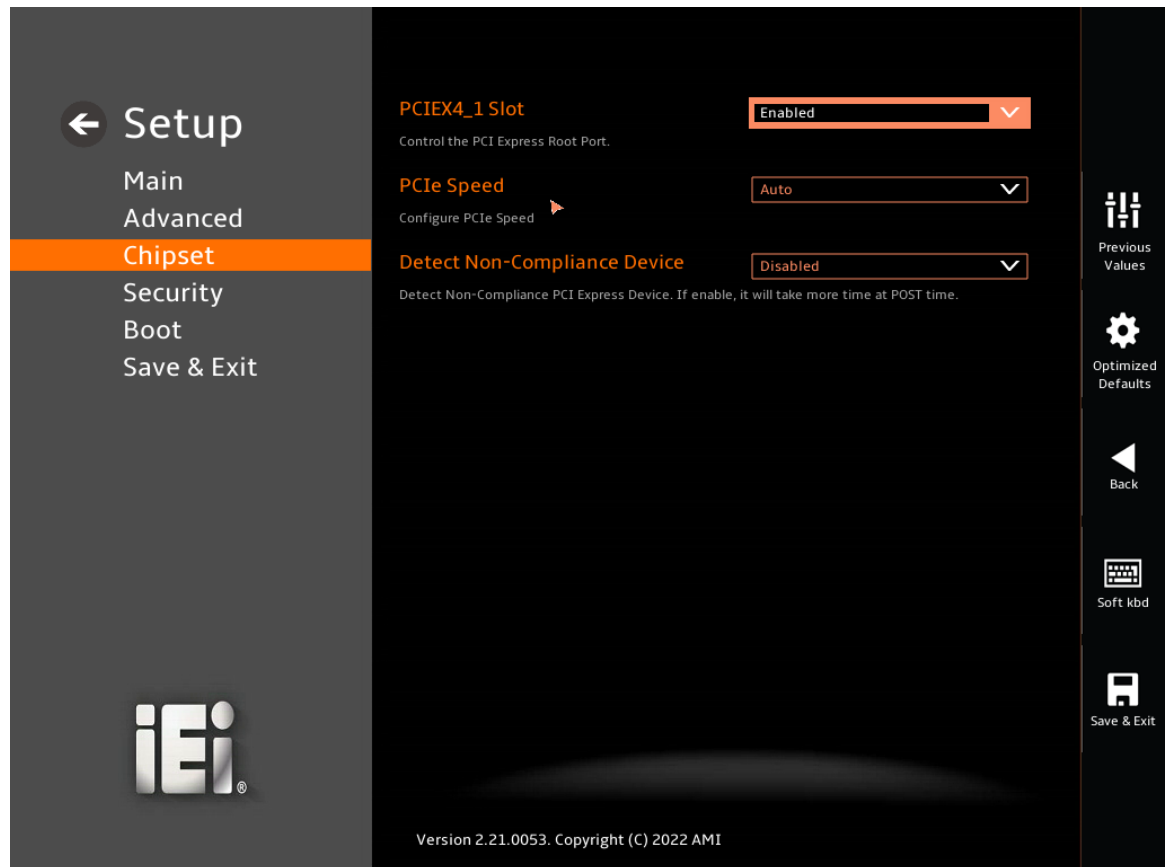 Setup
Main
Advanced
Chipset
Security
Boot
Save & Exit
PCIEX4_1 Slot
Enabled
Control the PCI Express Root Port.
PCIe Speed
Auto
Configure PCIe Speed
Detect Non-Compliance Device
Disabled
Detect Non-Compliance PCI Express Device. If enable, it will take more time at POST time.
Previous
Values
Optimized
Defaults
Back
Soft kbd
Save & Exit
iEi®
Version 2.21.0053. Copyright (C) 2022 AMI